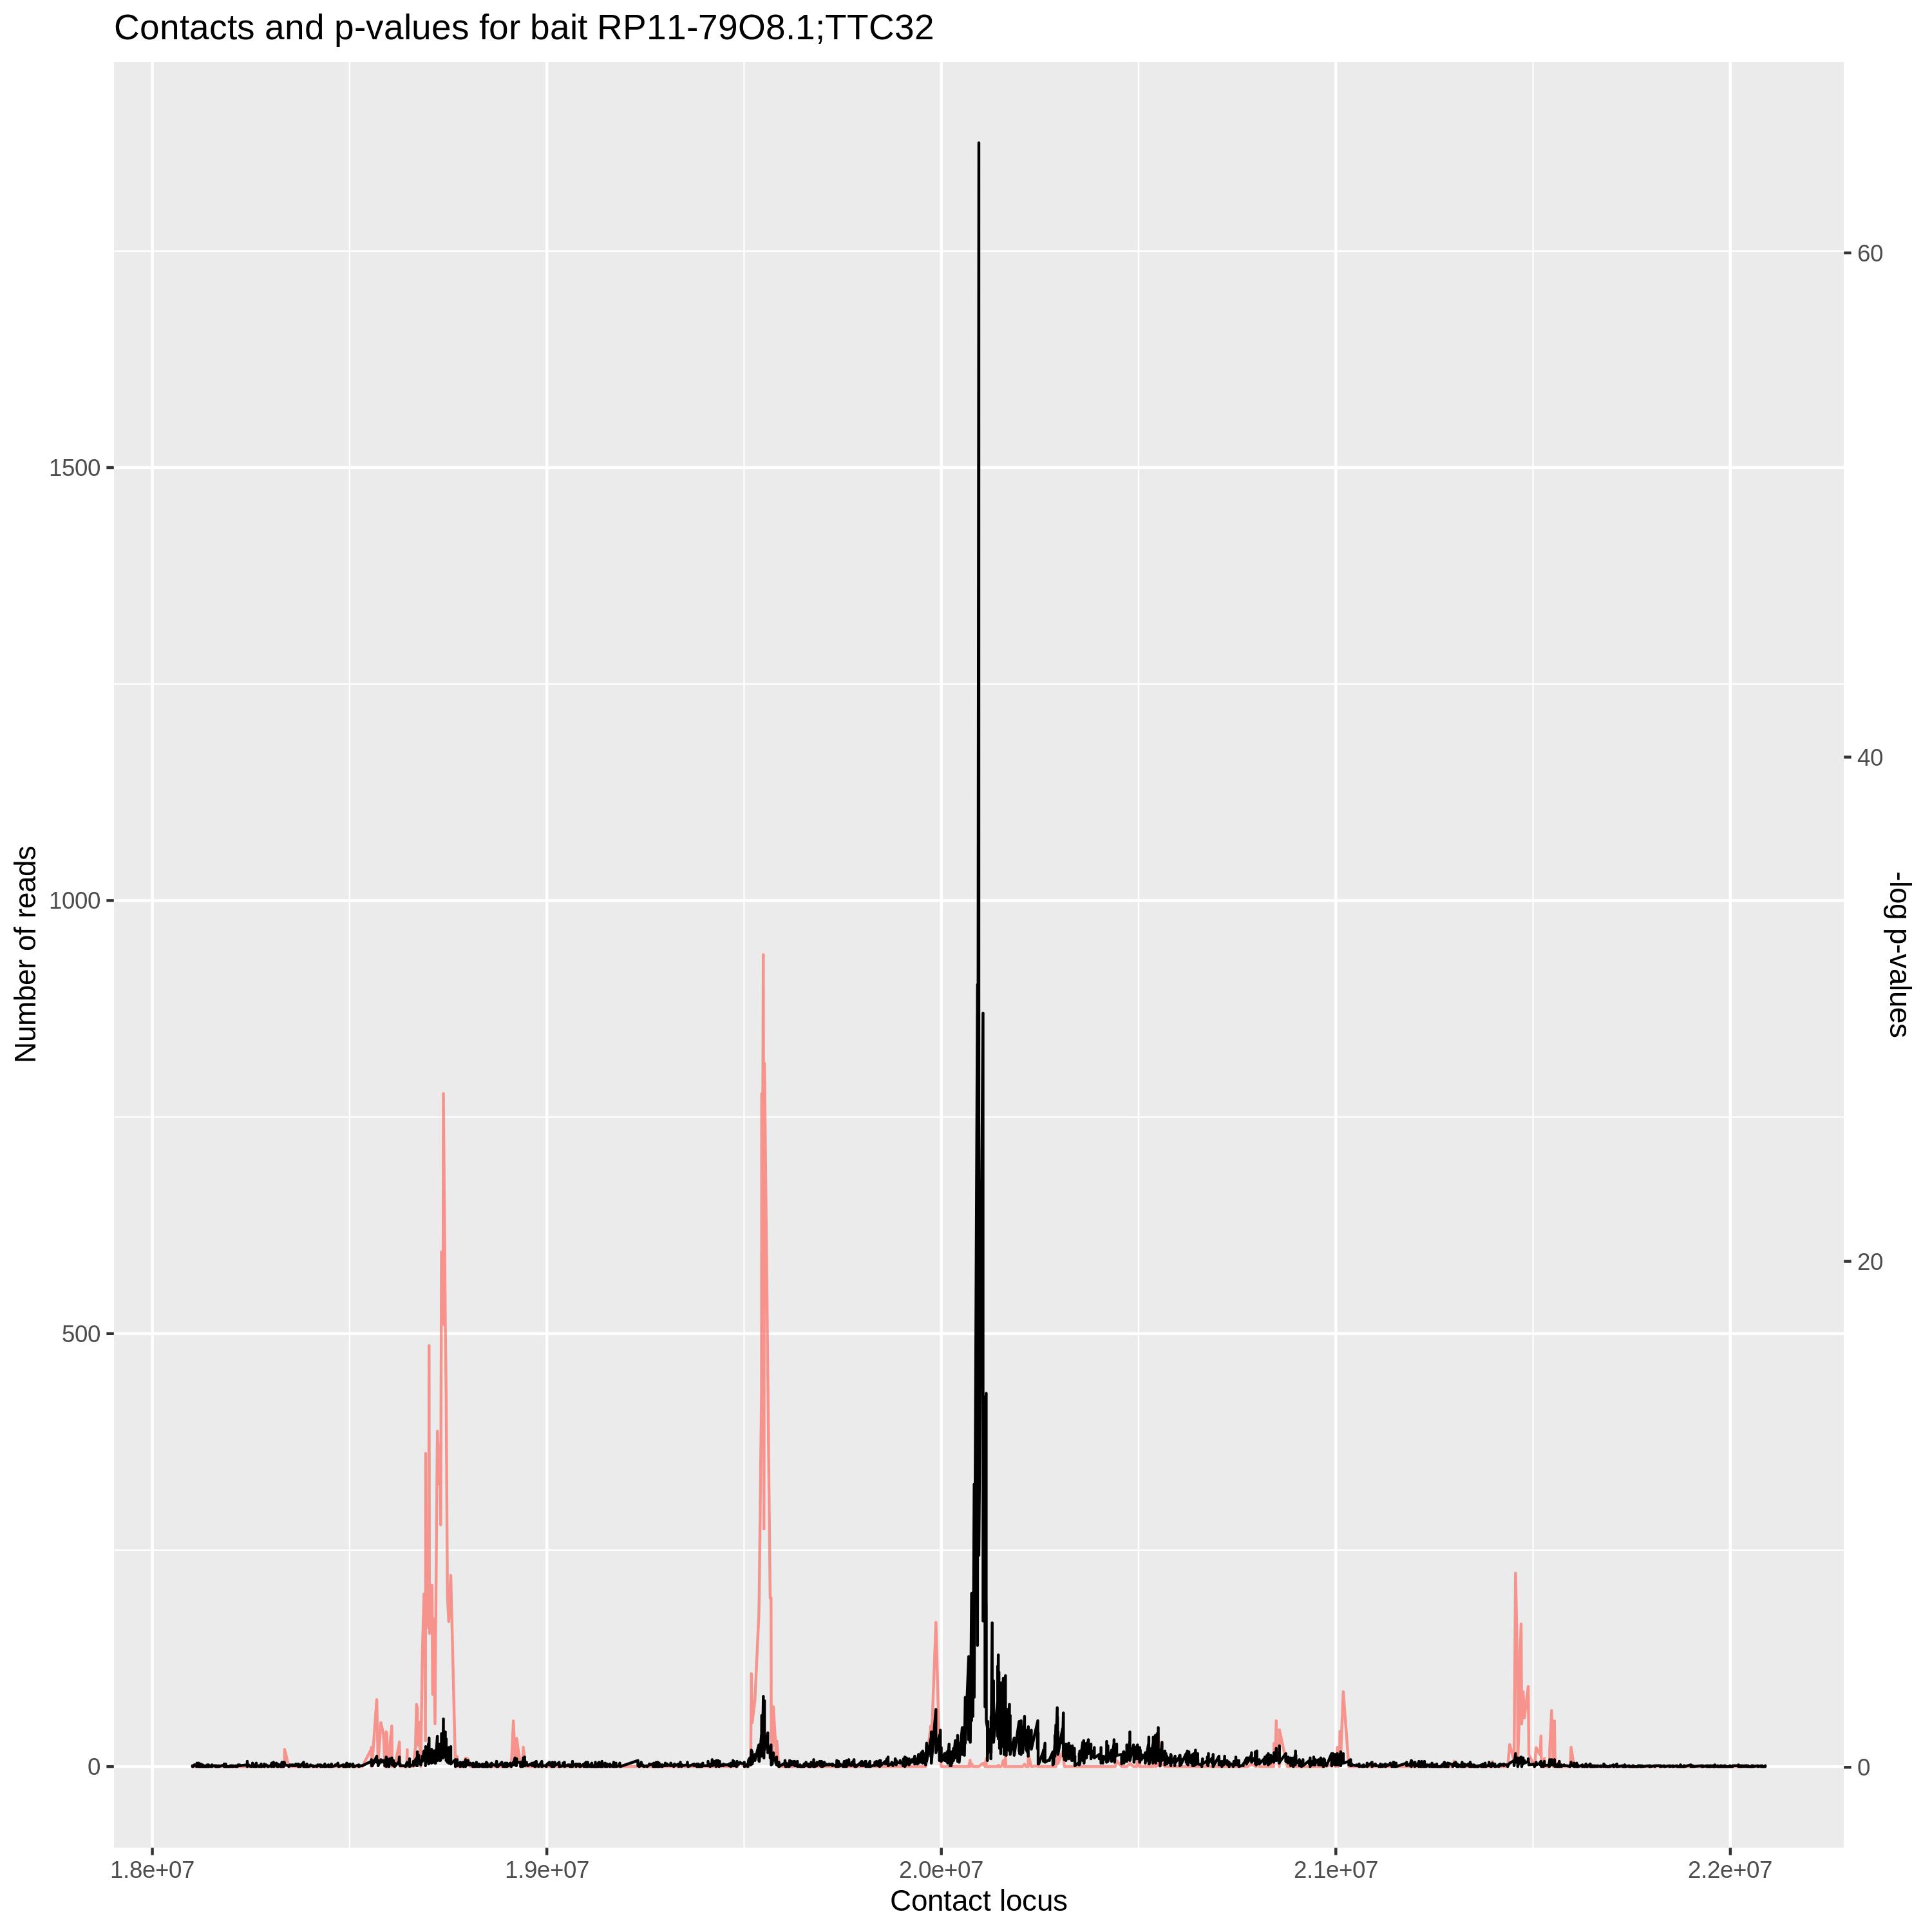 Contacts and p-values for bait RP11-79O8.1;TTC32
Number of reads
1500
1000
500
0
60
40
20
0
-log p-values
1.8e+07
1.9e+07
2.0e+07
2.1e+07
2.2e+07
Contact locus